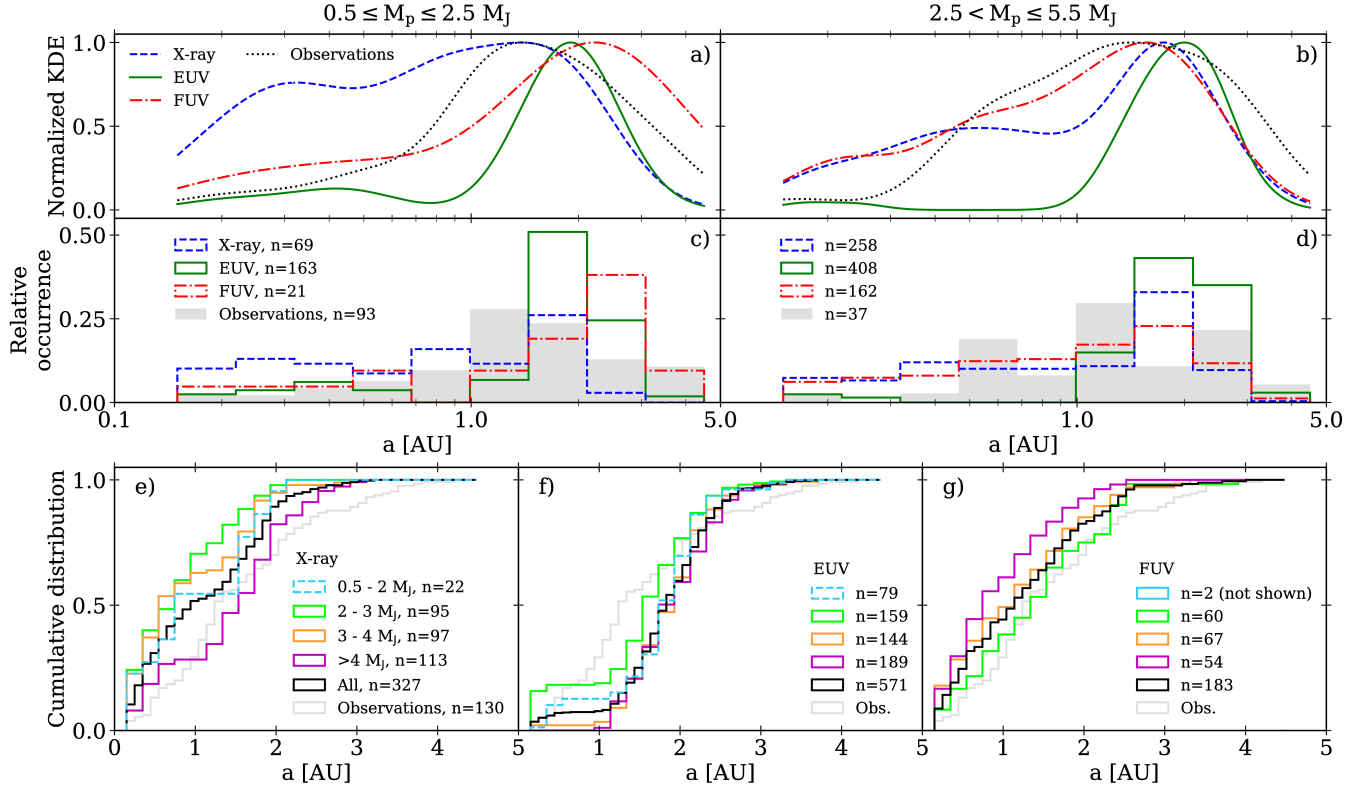 0.5 ≤ Mp ≤ 2.5 MJ
2.5 < Mp ≤ 5.5 MJ
Normalized KDE
1.0
0.5
0.0
X-ray
EUV
FUV
Observations
a)
b)
Relative
occurrence
0.50
0.25
0.00
X-ray, n=69
EUV, n=163
FUV, n=21
Observations, n=93
c)
n=258
n=408
n=162
n=37
d)
0.1
1.0
5.0
1.0
5.0
a [AU]
a [AU]
Cumulative distribution
1.0
0.5
0.0
e)
X-ray
0.5 - 2 MJ, n=22
2 - 3 MJ, n=95
3 - 4 MJ, n=97
>4 MJ, n=113
All, n=327
Observations, n=130
f)
EUV
n=79
n=159
n=144
n=189
n=571
Obs.
g)
FUV
n=2 (not shown)
n=60
n=67
n=54
n=183
Obs.
0 1 2 3 4 5 1 2 3 4 5 1 2 3 4 5
a [AU]
a [AU]
a [AU]